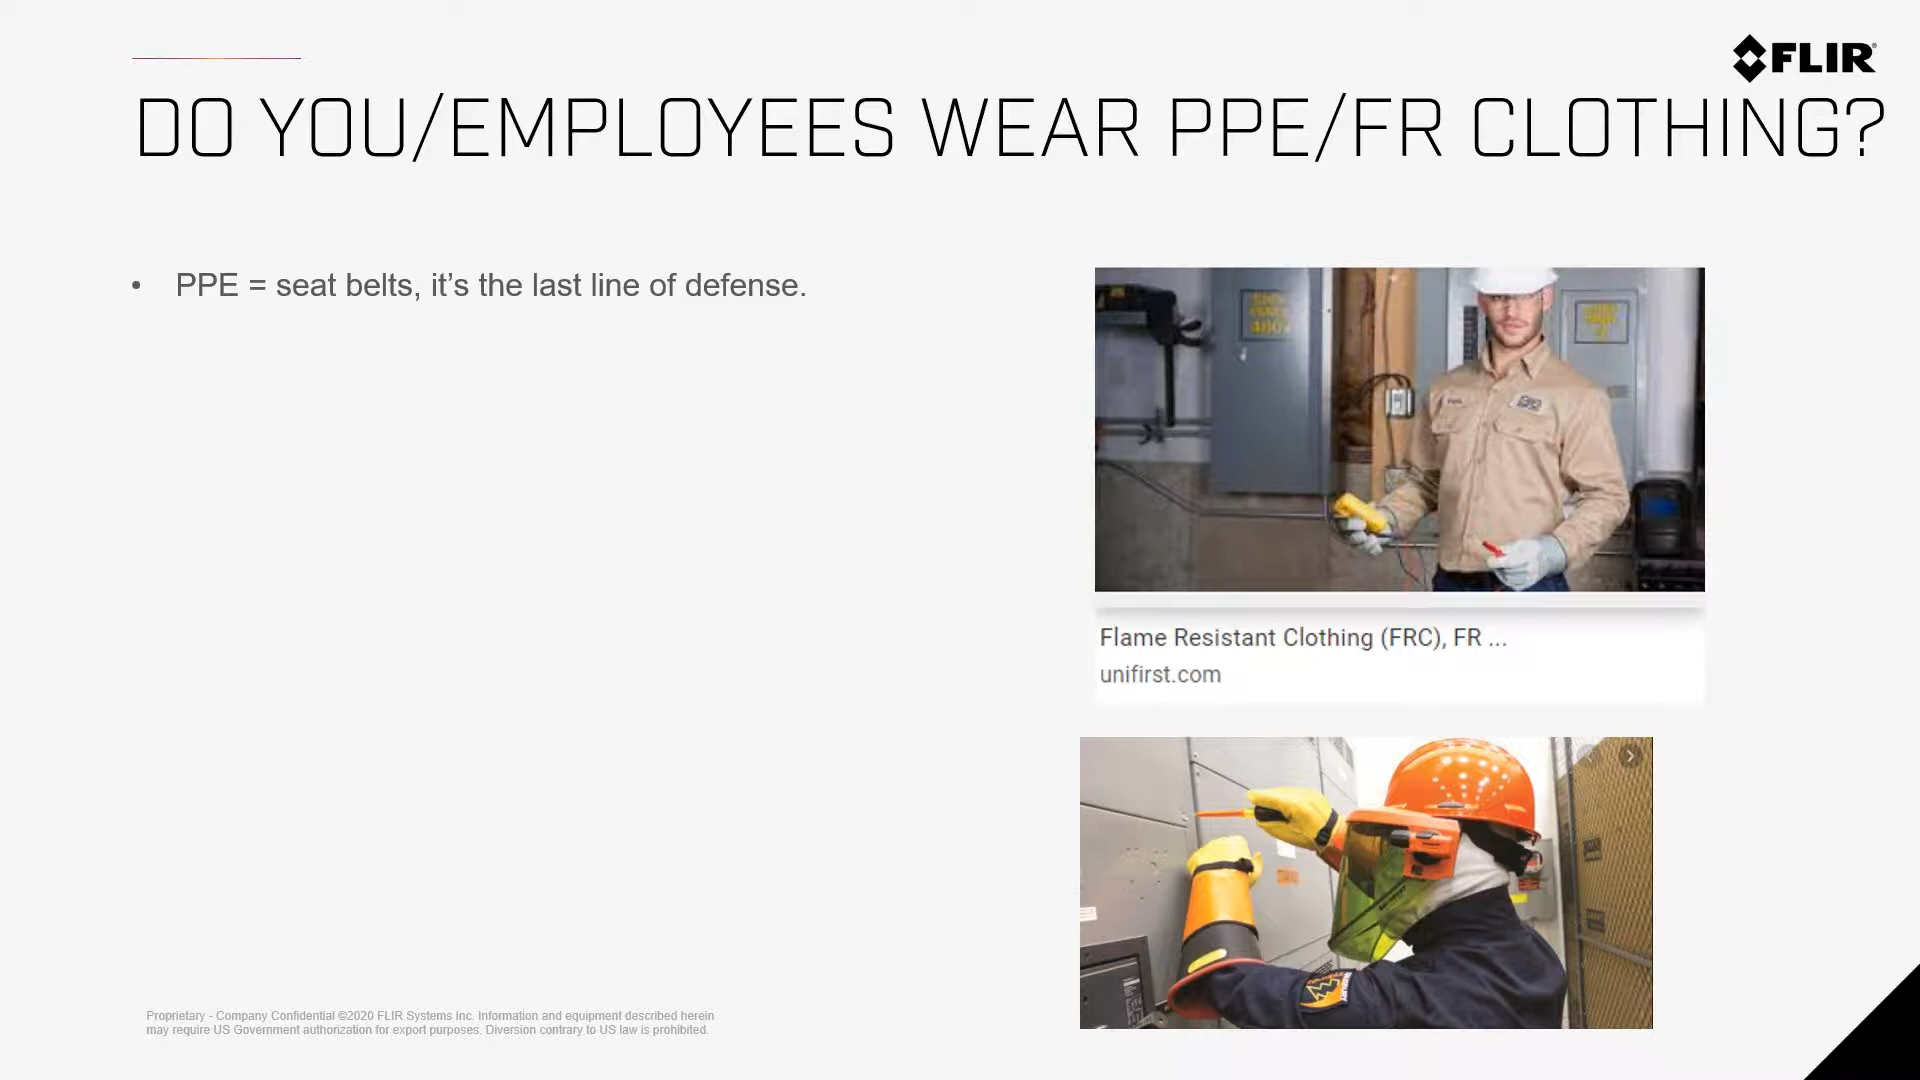 FLIR
DO YOU/EMPLOYEES WEAR PPE/FR CLOTHING?
• PPE = seat belts, it’s the last line of defense.
Flame Resistant Clothing (FRC), FR ...
unifirst.com
Proprietary - Company Confidential ©2020 FLIR Systems Inc. Information and equipment described herein
may require US Government authorization for export purposes. Diversion contrary to US law is prohibited.